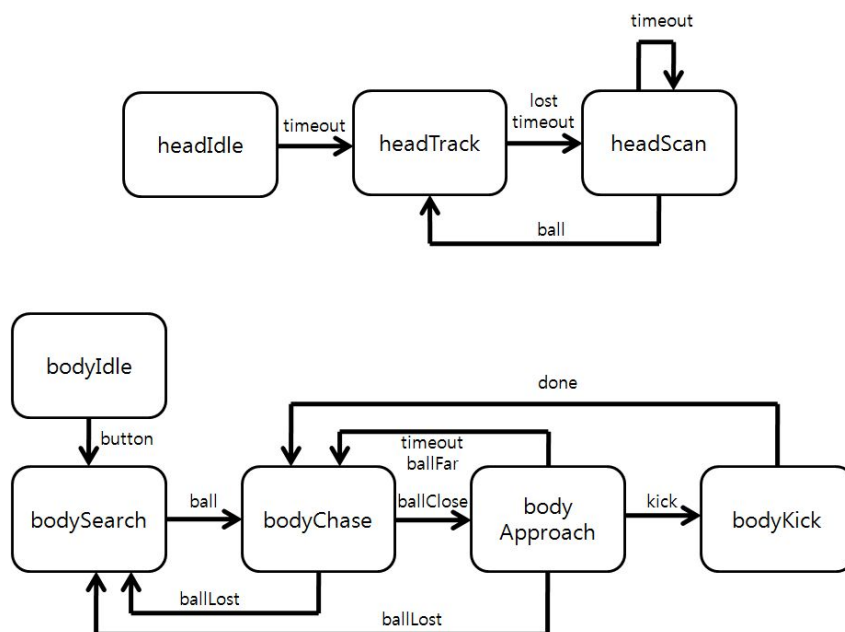 timeout
headIdle
timeout
headTrack
lost
timeout
headScan
ball
bodyIdle
button
done
timeout
ballFar
bodySearch
ball
bodyChase
ballClose
body
Approach
kick
bodyKick
ballLost
ballLost